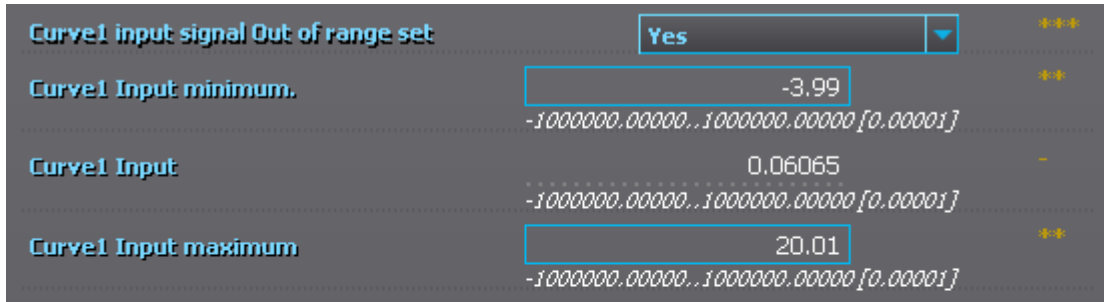 Curve1 input signal Out of range set Yes ***
Curve1 Input minimum. -3.99 **
-1000000.00000..1000000.00000 [0.00001]
Curve1 Input 0.06065 -
-1000000.00000..1000000.00000 [0.00001]
Curve1 Input maximum 20.01 **
-1000000.00000..1000000.00000 [0.00001]